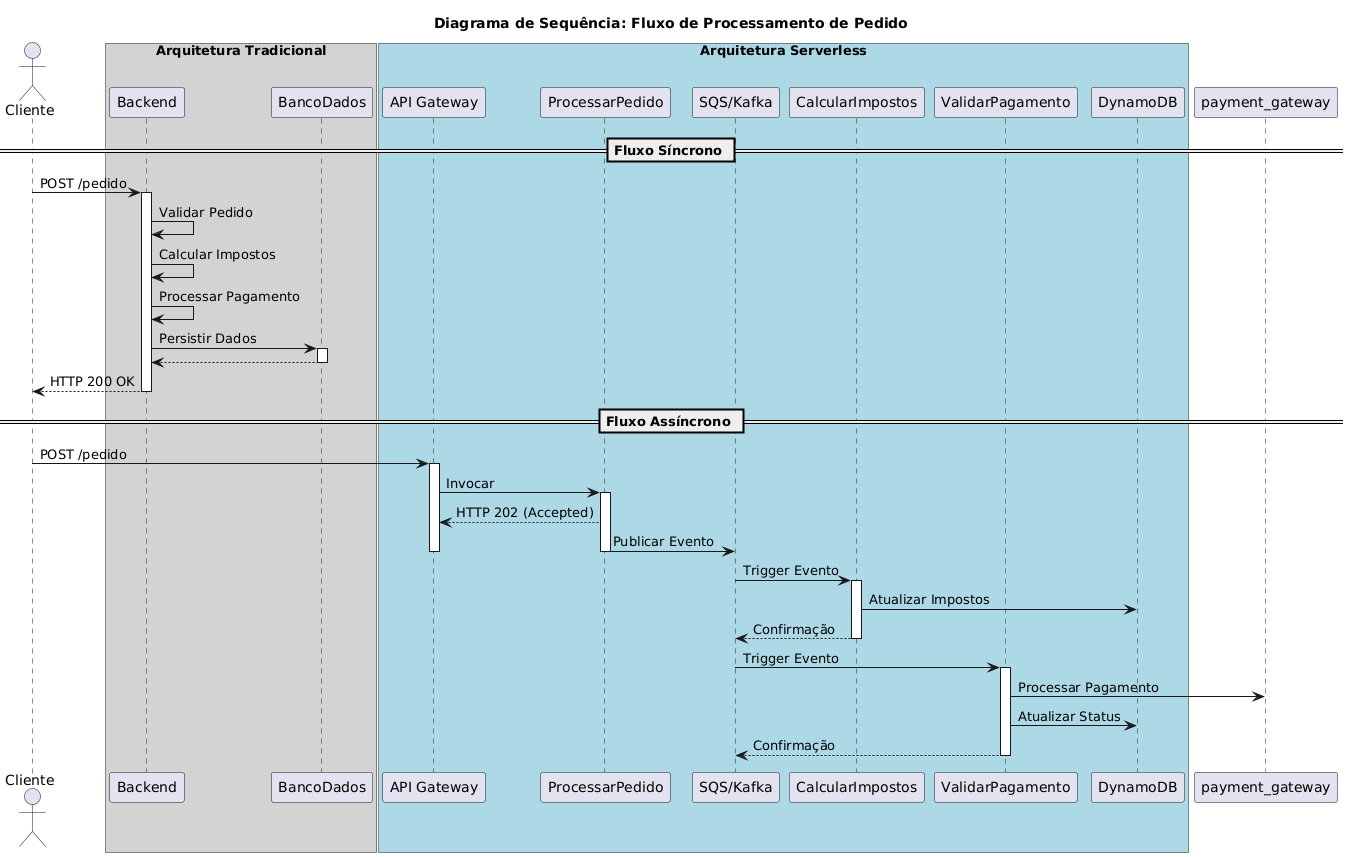 Diagrama de Sequência: Fluxo de Processamento de Pedido
Arquitetura Tradicional
Arquitetura Serverless
Cliente
Backend
BancoDados
API Gateway
ProcessarPedido
SQS/Kafka
CalcularImpostos
ValidarPagamento
DynamoDB
payment_gateway
Fluxo Síncrono
POST /pedido
Validar Pedido
Calcular Impostos
Processar Pagamento
Persistir Dados
HTTP 200 OK
Fluxo Assíncrono
POST /pedido
Invocar
HTTP 202 (Accepted)
Publicar Evento
Trigger Evento
Atualizar Impostos
Confirmação
Trigger Evento
Processar Pagamento
Atualizar Status
Confirmação
Cliente
Backend
BancoDados
API Gateway
ProcessarPedido
SQS/Kafka
CalcularImpostos
ValidarPagamento
DynamoDB
payment_gateway